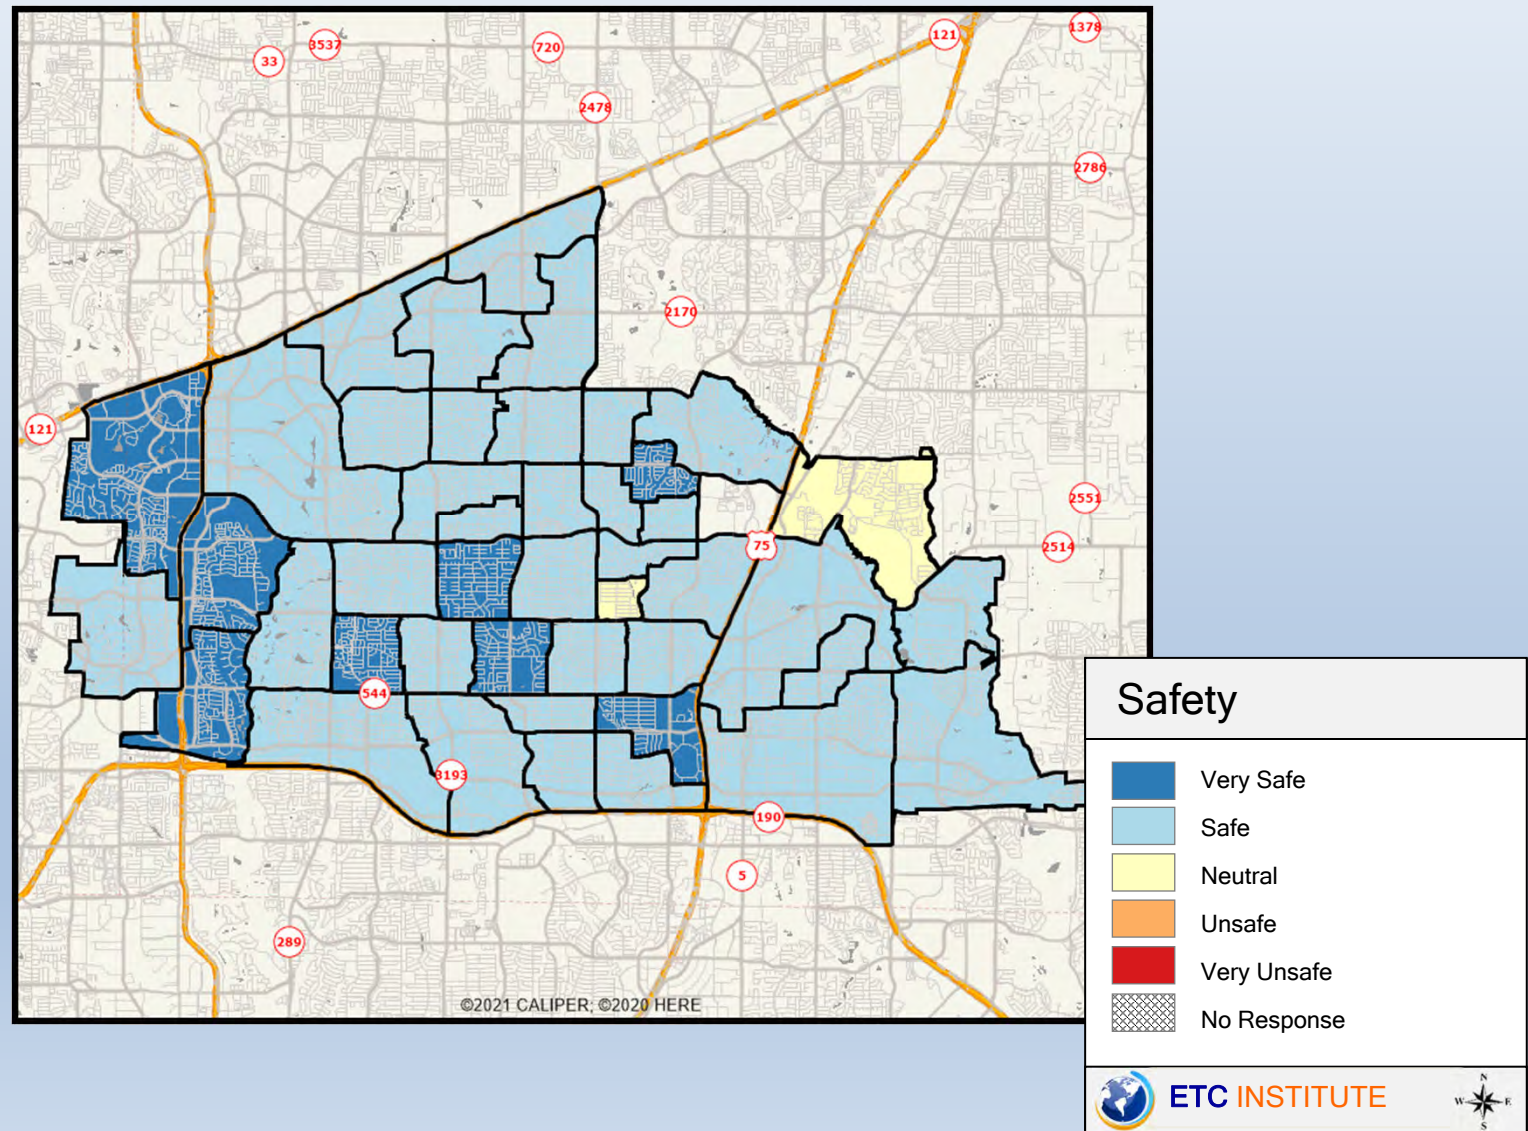 1378
121
3537
720
33
2478
2786
2170
121
2551
75
2514
544
3193
190
5
289
©2021 CALIPER; ©2020 HERE
Safety
Very Safe
Safe
Neutral
Unsafe
Very Unsafe
No Response
ETC INSTITUTE
N
W E
S